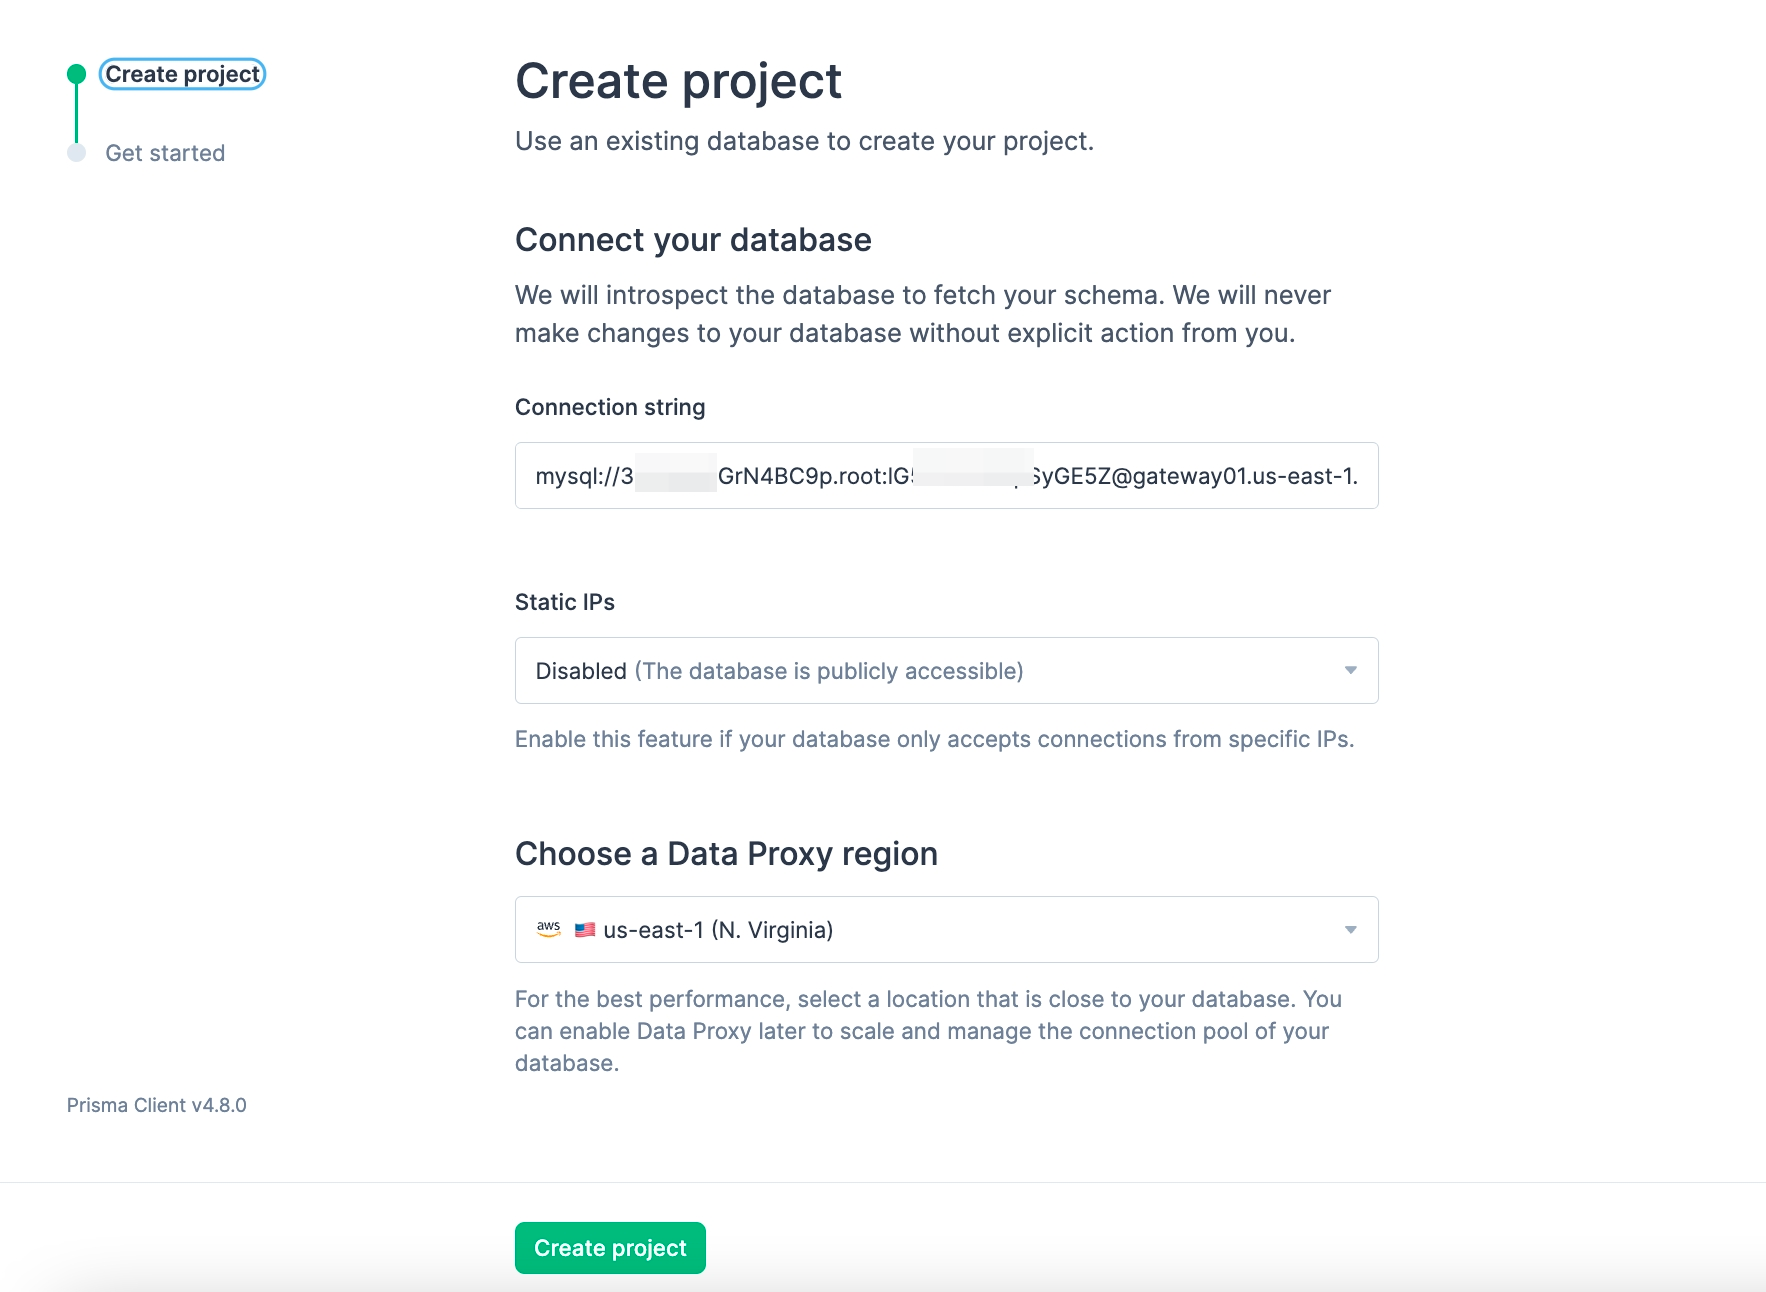 Create project
Get started
Create project
Use an existing database to create your project.
Connect your database
We will introspect the database to fetch your schema. We will never
make changes to your database without explicit action from you.
Connection string
mysql://3 GrN4BC9p.root:lG SyGE5Z@gateway01.us-east-1.
Static IPs
Disabled (The database is publicly accessible)
Enable this feature if your database only accepts connections from specific IPs.
Choose a Data Proxy region
aws us-east-1 (N. Virginia)
For the best performance, select a location that is close to your database. You
can enable Data Proxy later to scale and manage the connection pool of your
database.
Prisma Client v4.8.0
Create project